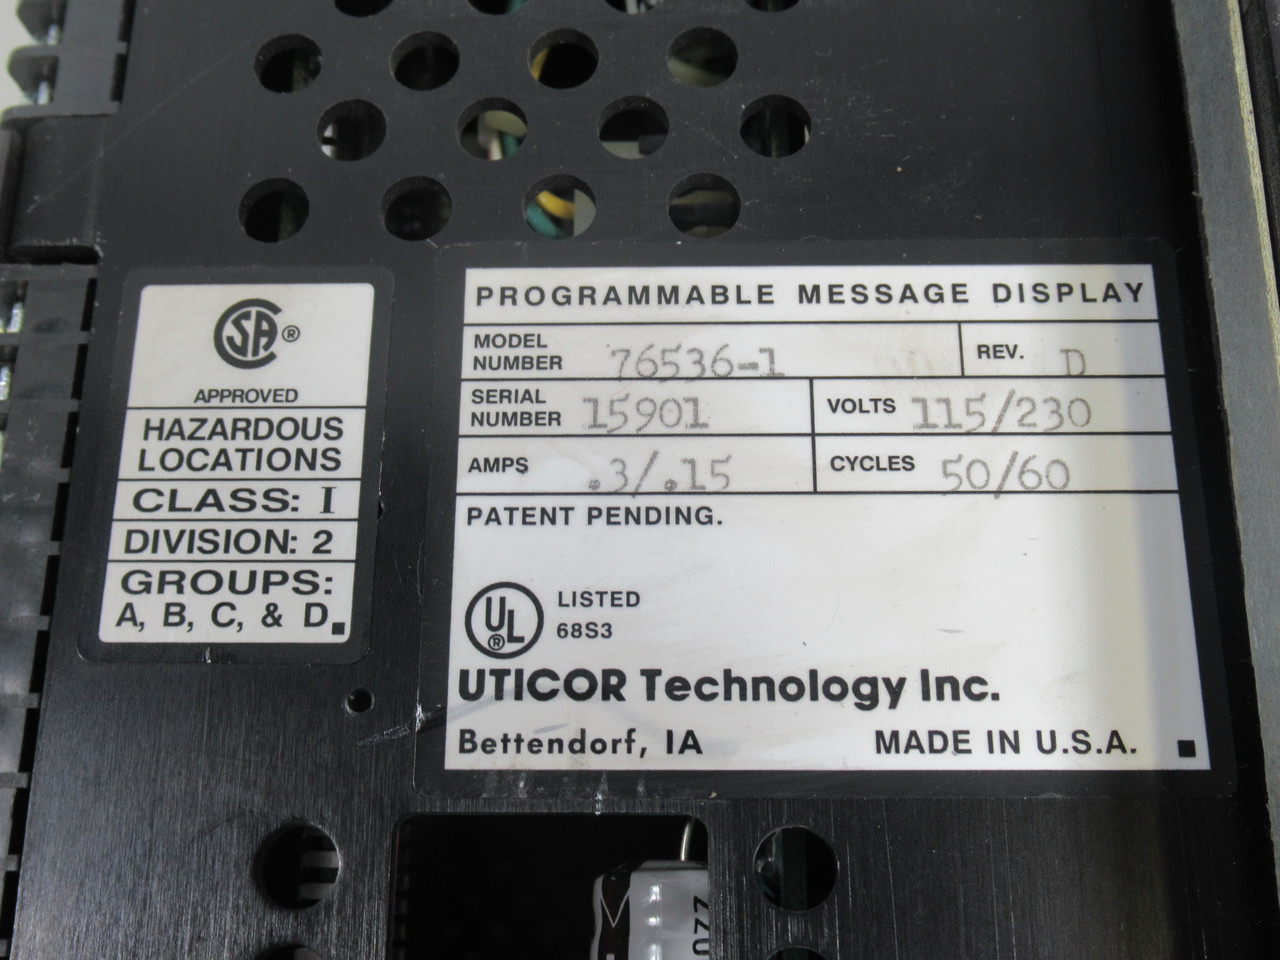 CSA ®
APPROVED
HAZARDOUS
LOCATIONS
CLASS: I
DIVISION: 2
GROUPS:
A, B, C, & D.
PROGRAMMABLE MESSAGE DISPLAY
MODEL NUMBER 76536-1
REV. D
SERIAL NUMBER 15901
VOLTS 115/230
AMPS .3/.15
CYCLES 50/60
PATENT PENDING.
UL ® LISTED
68S3
UTICOR Technology Inc.
Bettendorf, IA MADE IN U.S.A.